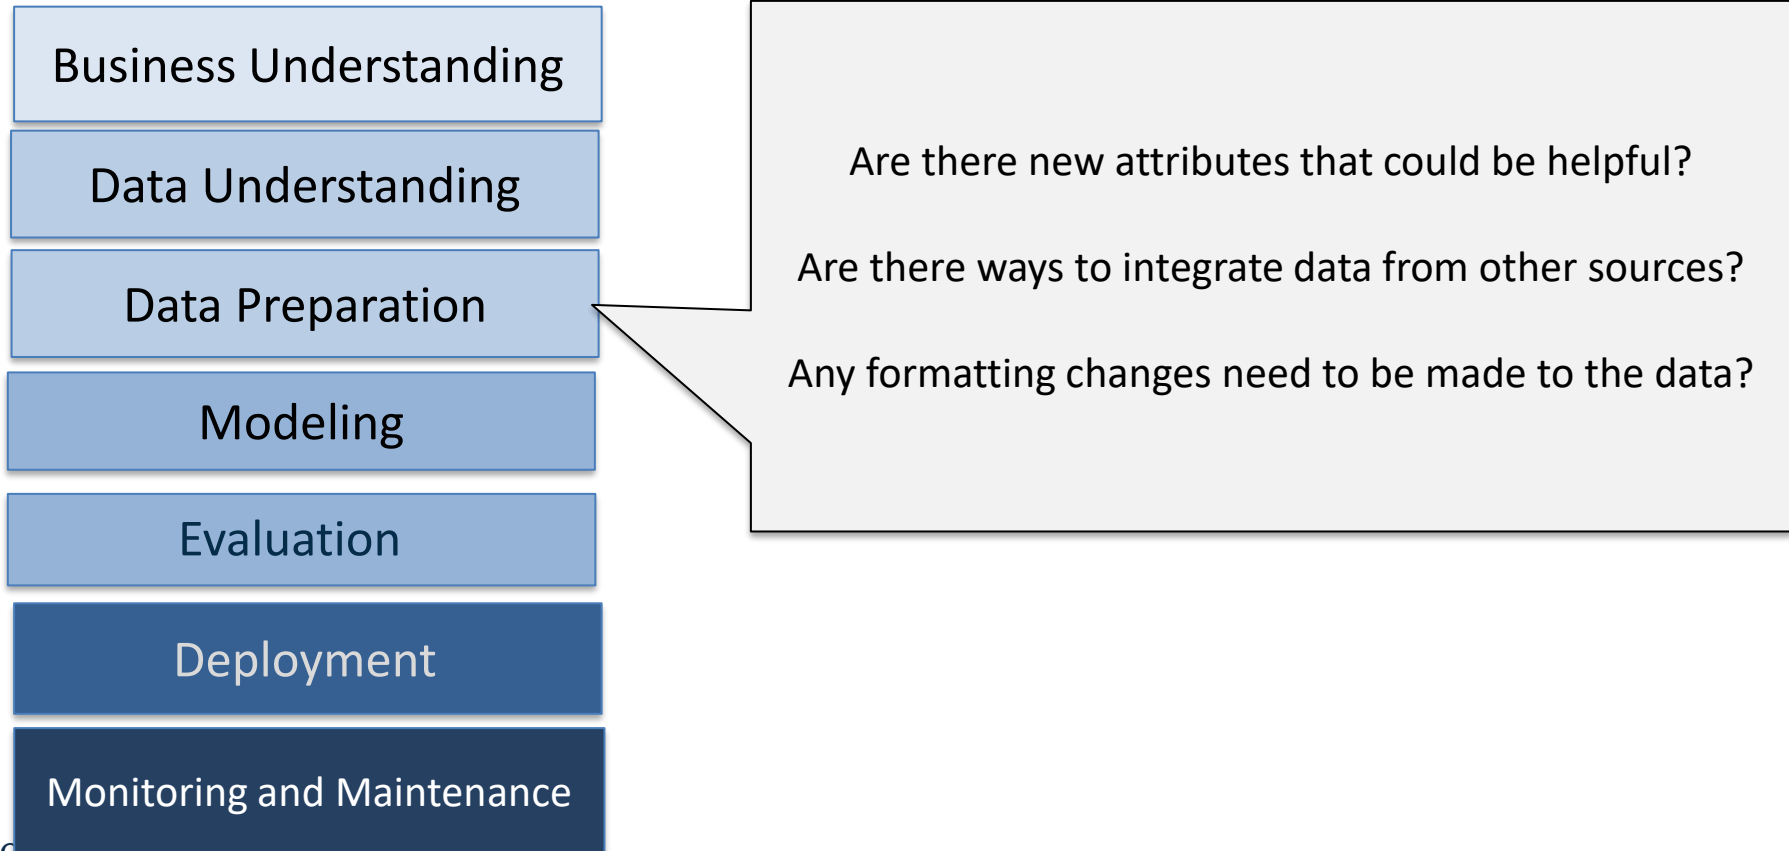 Business Understanding
Data Understanding
Data Preparation
Modeling
Evaluation
Deployment
Monitoring and Maintenance
Are there new attributes that could be helpful?
Are there ways to integrate data from other sources?
Any formatting changes need to be made to the data?